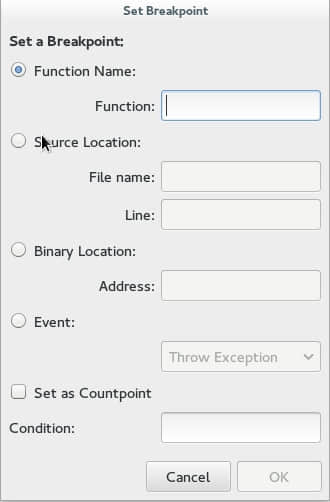 Set Breakpoint
Set a Breakpoint:
Function Name:
Function:
Source Location:
File name:
Line:
Binary Location:
Address:
Event:
Throw Exception
Set as Countpoint
Condition:
Cancel OK